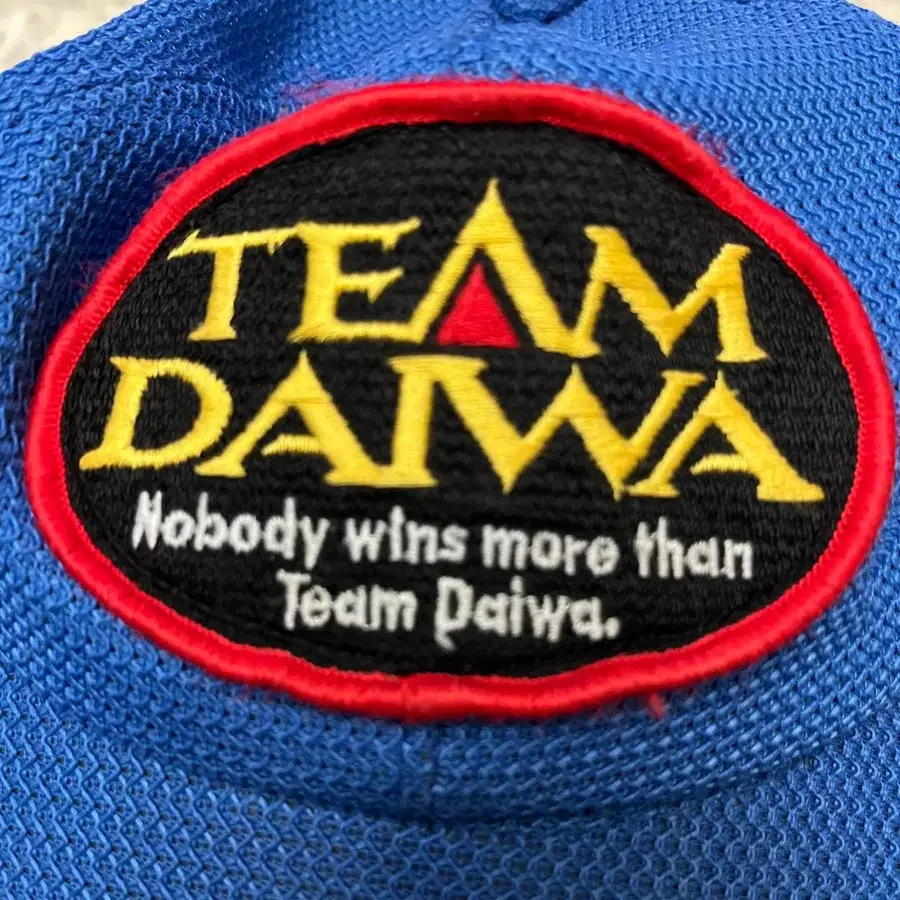 TEAM
DAIWA
Nobody wins more than
Team Daiwa.